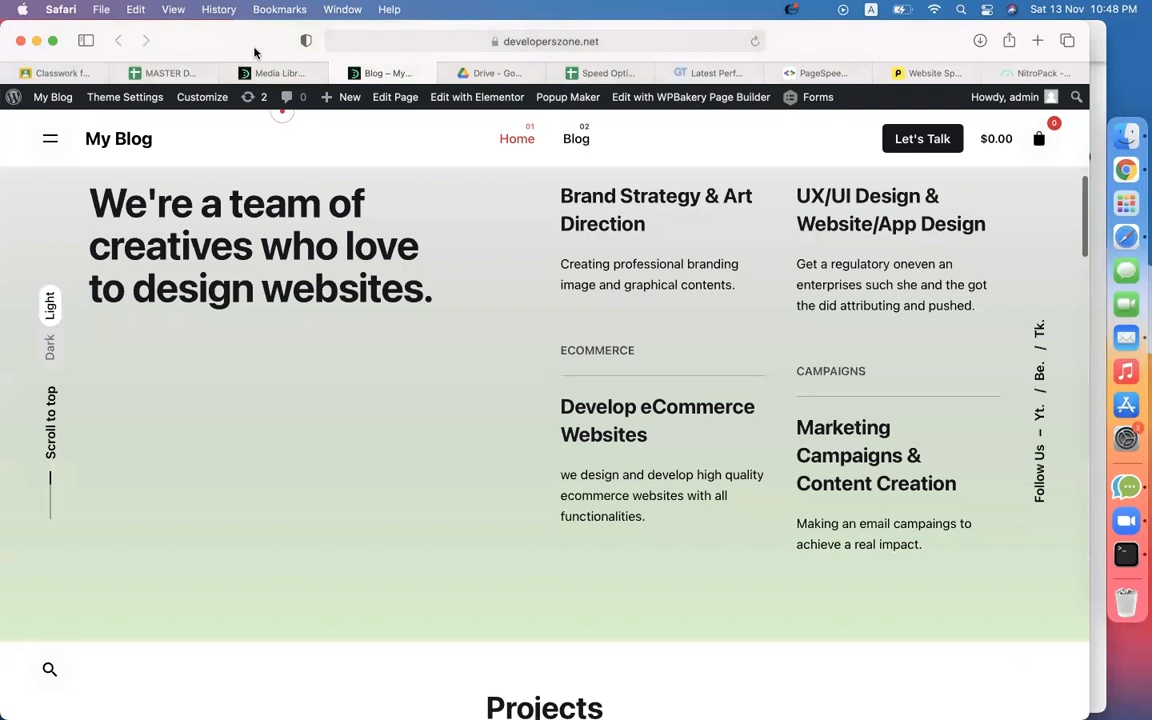 Safari File Edit View History Bookmarks Window Help A Sat 13 Nov 10:48 PM
developerszone.net
Classwork f... MASTER D... Media Libr... Blog – My... Drive - Go... Speed Opti... GT Latest Perf... <> PageSpee... p Website Sp... NitroPack -...
My Blog Theme Settings Customize 2 0 New Edit Page Edit with Elementor Popup Maker Edit with WPBakery Page Builder Forms Howdy, admin
My Blog
01
Home
02
Blog
Let's Talk $0.00
0
We're a team of
creatives who love
to design websites.
Brand Strategy & Art
Direction
Creating professional branding
image and graphical contents.
ECOMMERCE
Develop eCommerce
Websites
we design and develop high quality
ecommerce websites with all
functionalities.
UX/UI Design &
Website/App Design
Get a regulatory oneven an
enterprises such she and the got
the did attributing and pushed.
CAMPAIGNS
Marketing
Campaigns &
Content Creation
Making an email campaings to
achieve a real impact.
Dark Light
Scroll to top
Follow Us – Yt. / Be. / Tk.
2
Projects